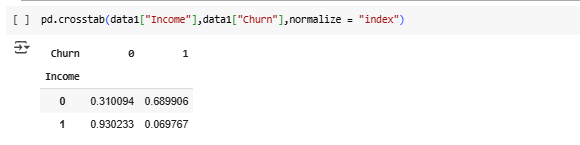 [ ] pd.crosstab(data1["Income"],data1["Churn"],normalize = "index")
Churn 0 1
Income
0 0.310094 0.689906
1 0.930233 0.069767